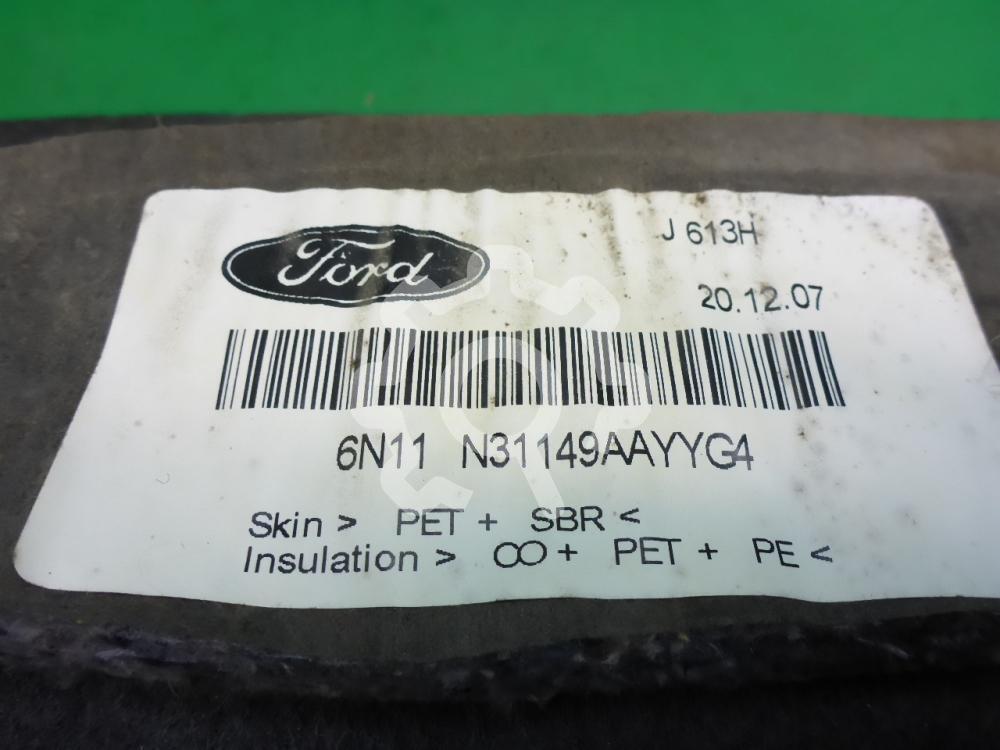 Ford
J 613H
20.12.07
6N11 N31149AAYYG4
Skin > PET + SBR <
Insulation > CO + PET + PE <